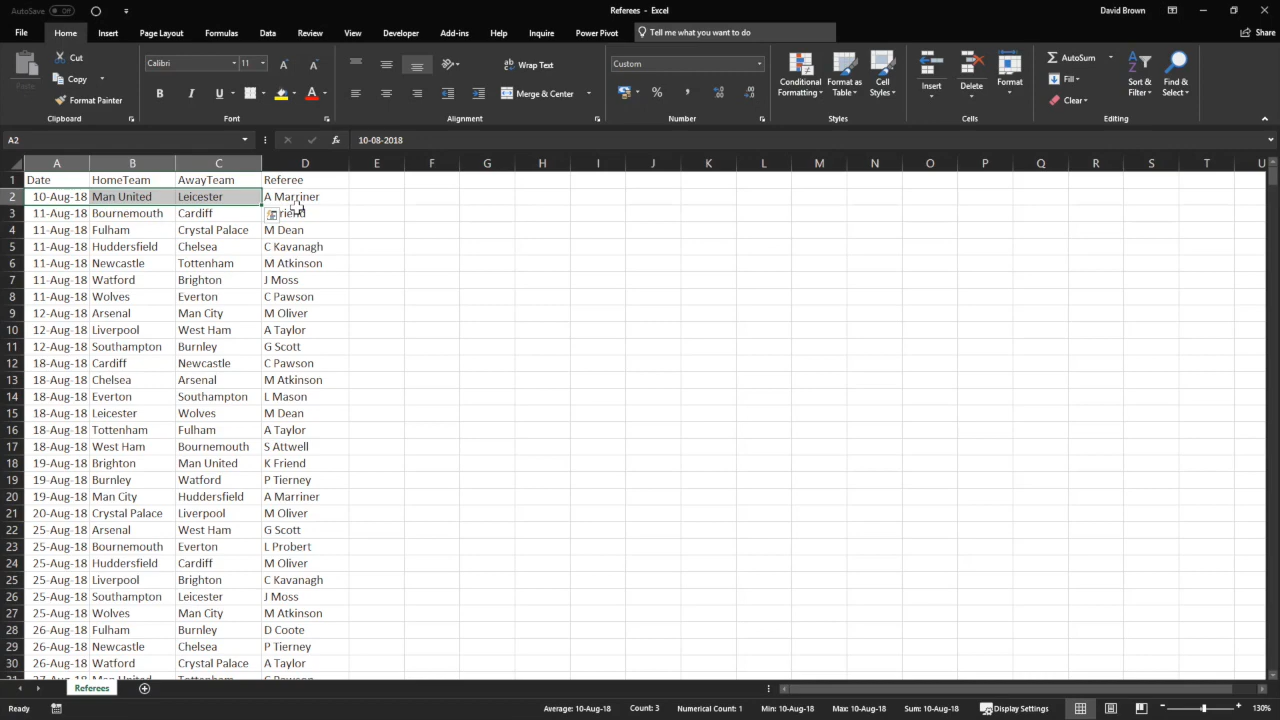 AutoSave Off Referees - Excel David Brown
File Home Insert Page Layout Formulas Data Review View Developer Add-ins Help Inquire Power Pivot Tell me what you want to do Share
Paste Cut Calibri 11 Wrap Text Custom Conditional Formatting Format as Table Cell Styles Insert Delete Format AutoSum Sort & Filter Find & Select
Copy Fill
Format Painter B I U A Merge & Center % , Clear
Clipboard Font Alignment Number Styles Cells Editing
A2 fx 10-08-2018
A B C D E F G H I J K L M N O P Q R S T U
1 Date HomeTeam AwayTeam Referee
2 10-Aug-18 Man United Leicester A Marriner
3 11-Aug-18 Bournemouth Cardiff Friend
4 11-Aug-18 Fulham Crystal Palace M Dean
5 11-Aug-18 Huddersfield Chelsea C Kavanagh
6 11-Aug-18 Newcastle Tottenham M Atkinson
7 11-Aug-18 Watford Brighton J Moss
8 11-Aug-18 Wolves Everton C Pawson
9 12-Aug-18 Arsenal Man City M Oliver
10 12-Aug-18 Liverpool West Ham A Taylor
11 12-Aug-18 Southampton Burnley G Scott
12 18-Aug-18 Cardiff Newcastle C Pawson
13 18-Aug-18 Chelsea Arsenal M Atkinson
14 18-Aug-18 Everton Southampton L Mason
15 18-Aug-18 Leicester Wolves M Dean
16 18-Aug-18 Tottenham Fulham A Taylor
17 18-Aug-18 West Ham Bournemouth S Attwell
18 19-Aug-18 Brighton Man United K Friend
19 19-Aug-18 Burnley Watford P Tierney
20 19-Aug-18 Man City Huddersfield A Marriner
21 20-Aug-18 Crystal Palace Liverpool M Oliver
22 25-Aug-18 Arsenal West Ham G Scott
23 25-Aug-18 Bournemouth Everton L Probert
24 25-Aug-18 Huddersfield Cardiff M Oliver
25 25-Aug-18 Liverpool Brighton C Kavanagh
26 25-Aug-18 Southampton Leicester J Moss
27 25-Aug-18 Wolves Man City M Atkinson
28 26-Aug-18 Fulham Burnley D Coote
29 26-Aug-18 Newcastle Chelsea P Tierney
30 26-Aug-18 Watford Crystal Palace A Taylor
31 27-Aug-18 Man United Tottenham C Pawson
Referees
Ready Average: 10-Aug-18 Count: 3 Numerical Count: 1 Min: 10-Aug-18 Max: 10-Aug-18 Sum: 10-Aug-18 Display Settings 130%